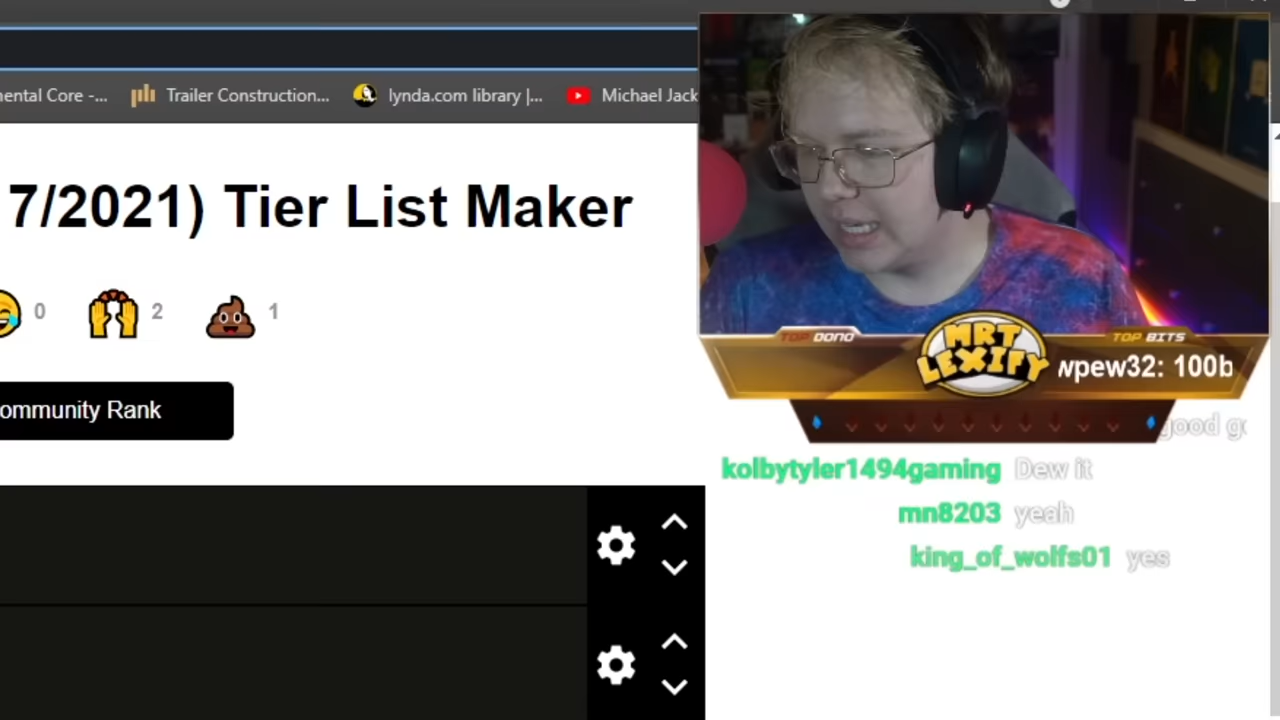 ental Core -...
Trailer Construction...
lynda.com library |...
Michael Jack
7/2021) Tier List Maker
0
2
1
ommunity Rank
TOP DONO
MRT
LEXIFY
TOP BITS
wpew32: 100b
good g
kolbytyler1494gaming Dew it
mn8203 yeah
king_of_wolfs01 yes